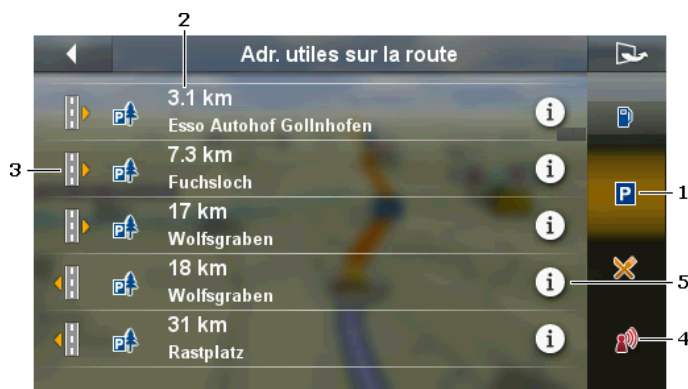 2
Adr. utiles sur la route
3.1 km
P i
Esso Autohof Gollnhofen
3
7.3 km
P i
Fuchsloch
P 1
17 km
P i
Wolfsgraben
18 km
P i 5
Wolfsgraben
31 km
P i 4
Rastplatz